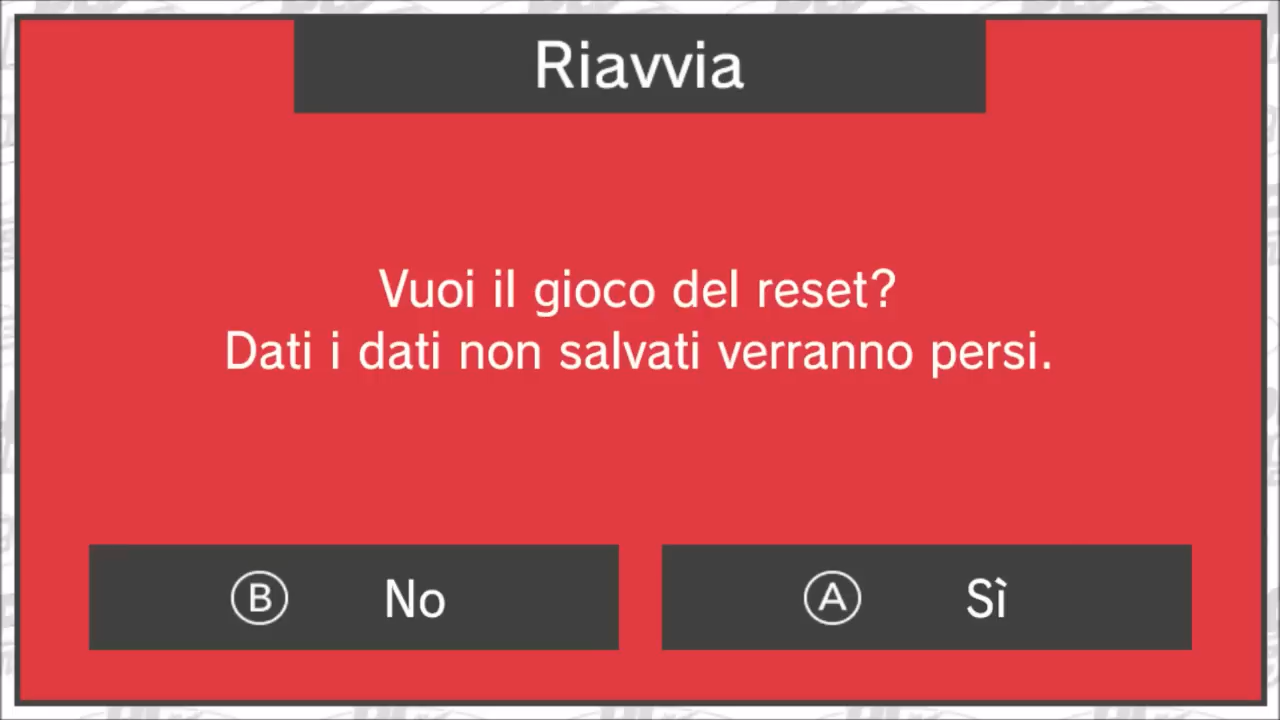 Riavvia
Vuoi il gioco del reset?
Dati i dati non salvati verranno persi.
B No
A Sì